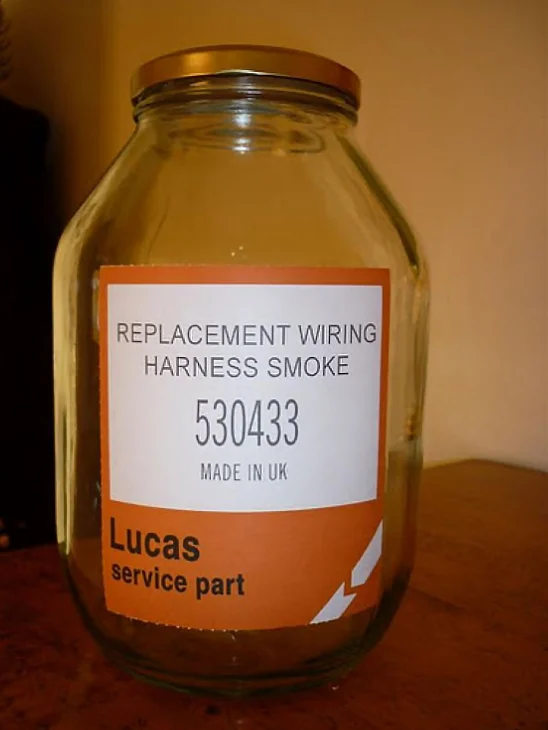 REPLACEMENT WIRING
HARNESS SMOKE
530433
MADE IN UK
Lucas
service part